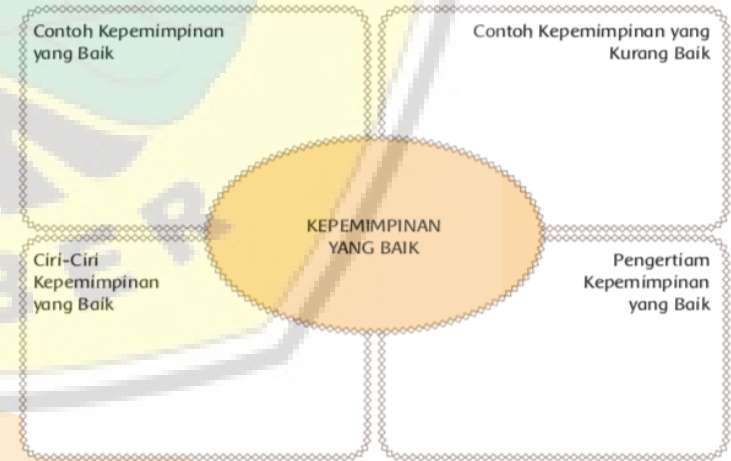 Contoh Kepemimpinan
yang Baik
Contoh Kepemimpinan yang
Kurang Baik
KEPEMIMPINAN
YANG BAIK
Ciri-Ciri
Kepemimpinan
yang Baik
Pengertiam
Kepemimpinan
yang Baik